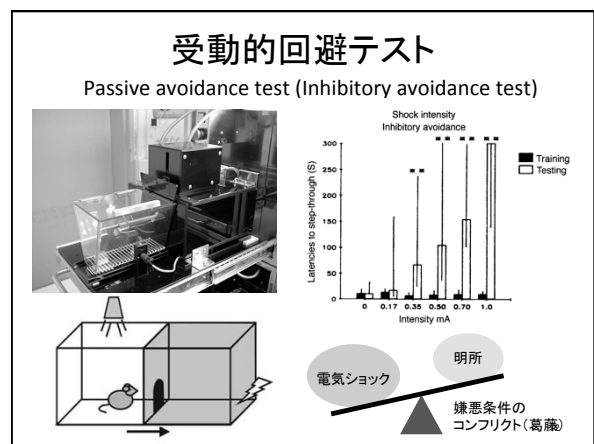 受動的回避テスト
Passive avoidance test (Inhibitory avoidance test)
Shock intensity
Inhibitory avoidance
Latencies to step-through (S)
300
250
200
150
100
50
0
** ** ** **
Training
Testing
0 0.17 0.35 0.50 0.70 1.0
Intensity mA
電気ショック
明所
嫌悪条件の
コンフリクト(葛藤)